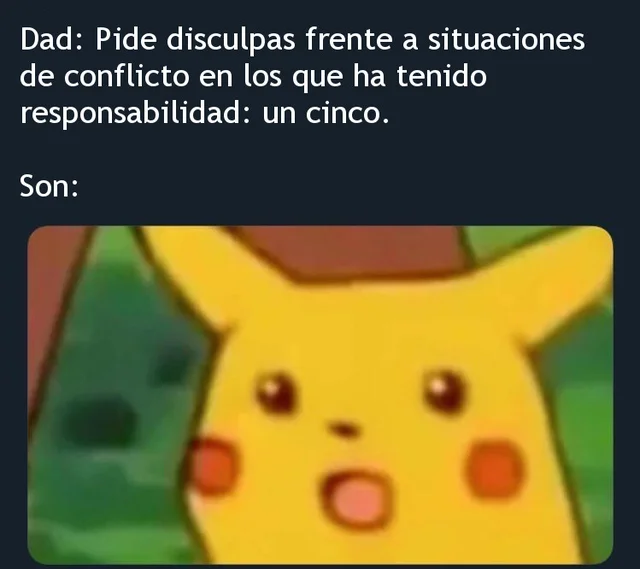 Dad: Pide disculpas frente a situaciones
de conflicto en los que ha tenido
responsabilidad: un cinco.
Son: